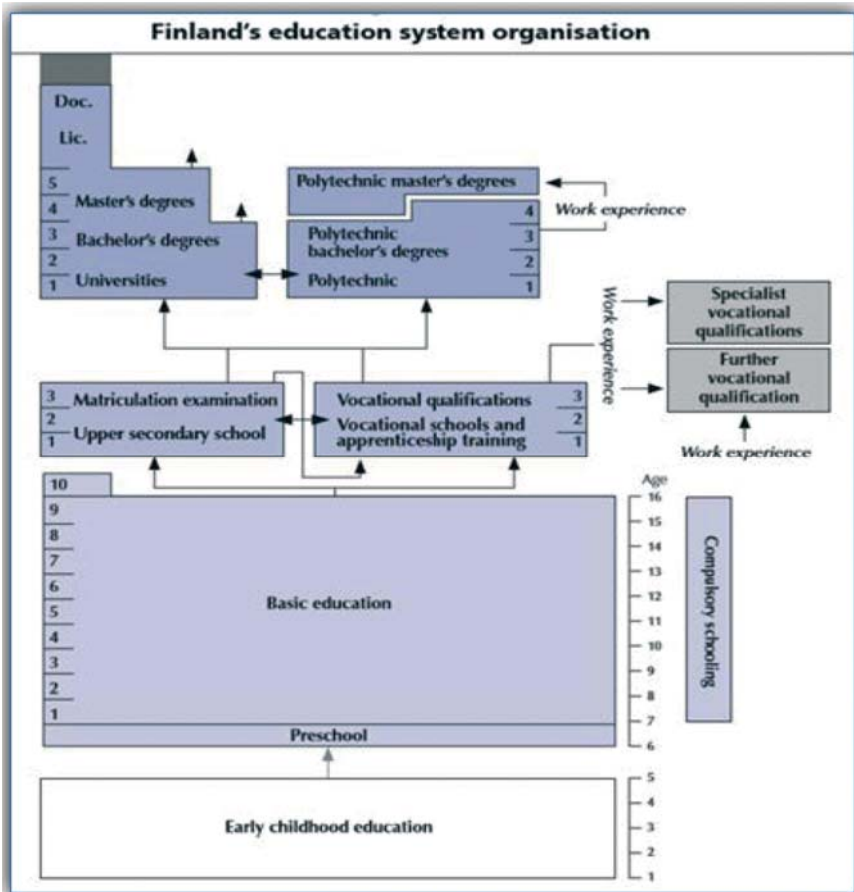 Finland's education system organisation
Doc.
Lic.
5
4
3
2
1
Master's degrees
Bachelor's degrees
Universities
Polytechnic master's degrees
Polytechnic
bachelor's degrees
Polytechnic
4
3
2
1
Work experience
Work experience
Specialist
vocational
qualifications
Further
vocational
qualification
Work experience
3
2
1
Matriculation examination
Upper secondary school
Vocational qualifications
Vocational schools and
apprenticeship training
3
2
1
10
9
8
7
6
5
4
3
2
1
Basic education
Preschool
Age
16
15
14
13
12
11
10
9
8
7
6
Compulsory schooling
Early childhood education
5
4
3
2
1